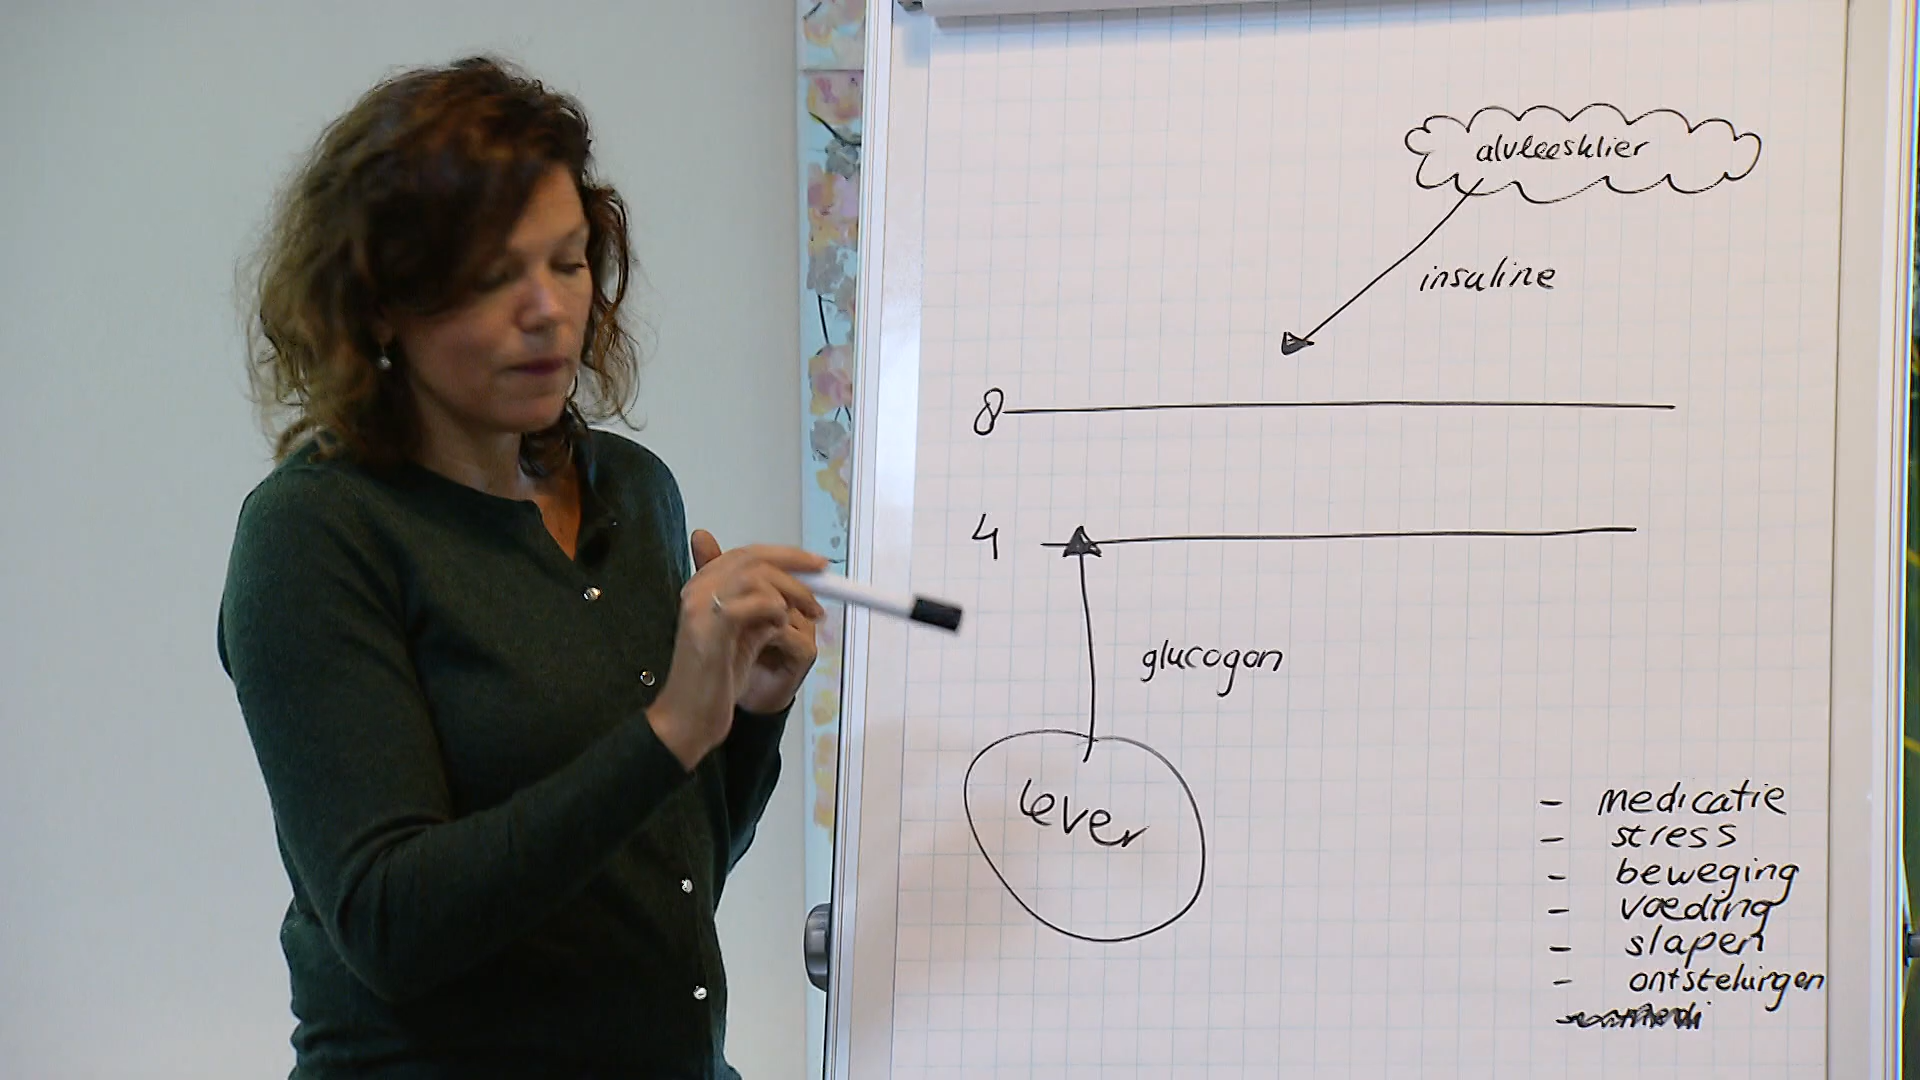 alvleesklier
insuline
8
4
glucogon
lever
- medicatie
- stress
- beweging
- voeding
- slapen
- ontstekingen